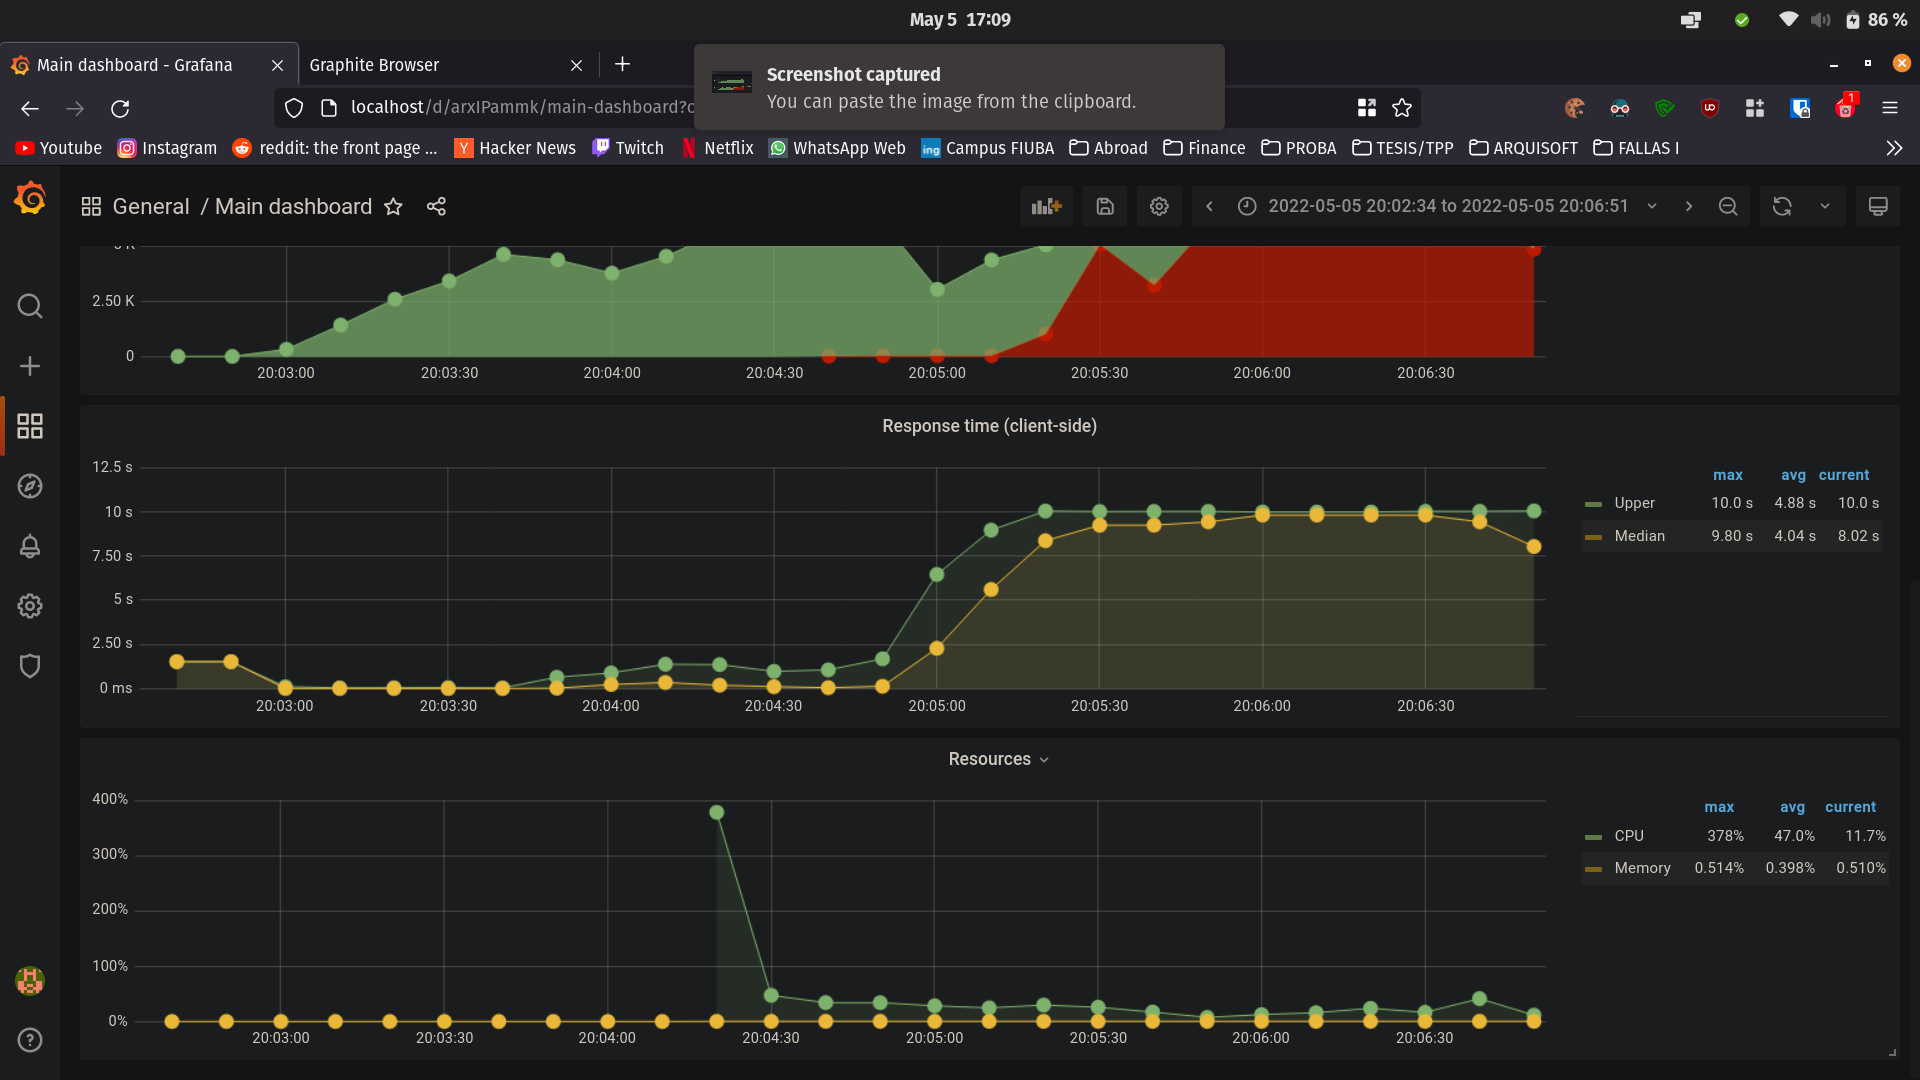 May 5 17:09
86 %
Main dashboard - Grafana
Graphite Browser
Screenshot captured
You can paste the image from the clipboard.
localhost/d/arxIPammk/main-dashboard?
1
Youtube
Instagram
reddit: the front page ...
Y Hacker News
Twitch
Netflix
WhatsApp Web
ing Campus FIUBA
Abroad
Finance
PROBA
TESIS/TPP
ARQUISOFT
FALLAS I
General / Main dashboard
2022-05-05 20:02:34 to 2022-05-05 20:06:51
2.50 K
0
20:03:00 20:03:30 20:04:00 20:04:30 20:05:00 20:05:30 20:06:00 20:06:30
Response time (client-side)
12.5 s
10 s
7.50 s
5 s
2.50 s
0 ms
20:03:00 20:03:30 20:04:00 20:04:30 20:05:00 20:05:30 20:06:00 20:06:30
max avg current
Upper 10.0 s 4.88 s 10.0 s
Median 9.80 s 4.04 s 8.02 s
Resources
400%
300%
200%
100%
0%
20:03:00 20:03:30 20:04:00 20:04:30 20:05:00 20:05:30 20:06:00 20:06:30
max avg current
CPU 378% 47.0% 11.7%
Memory 0.514% 0.398% 0.510%